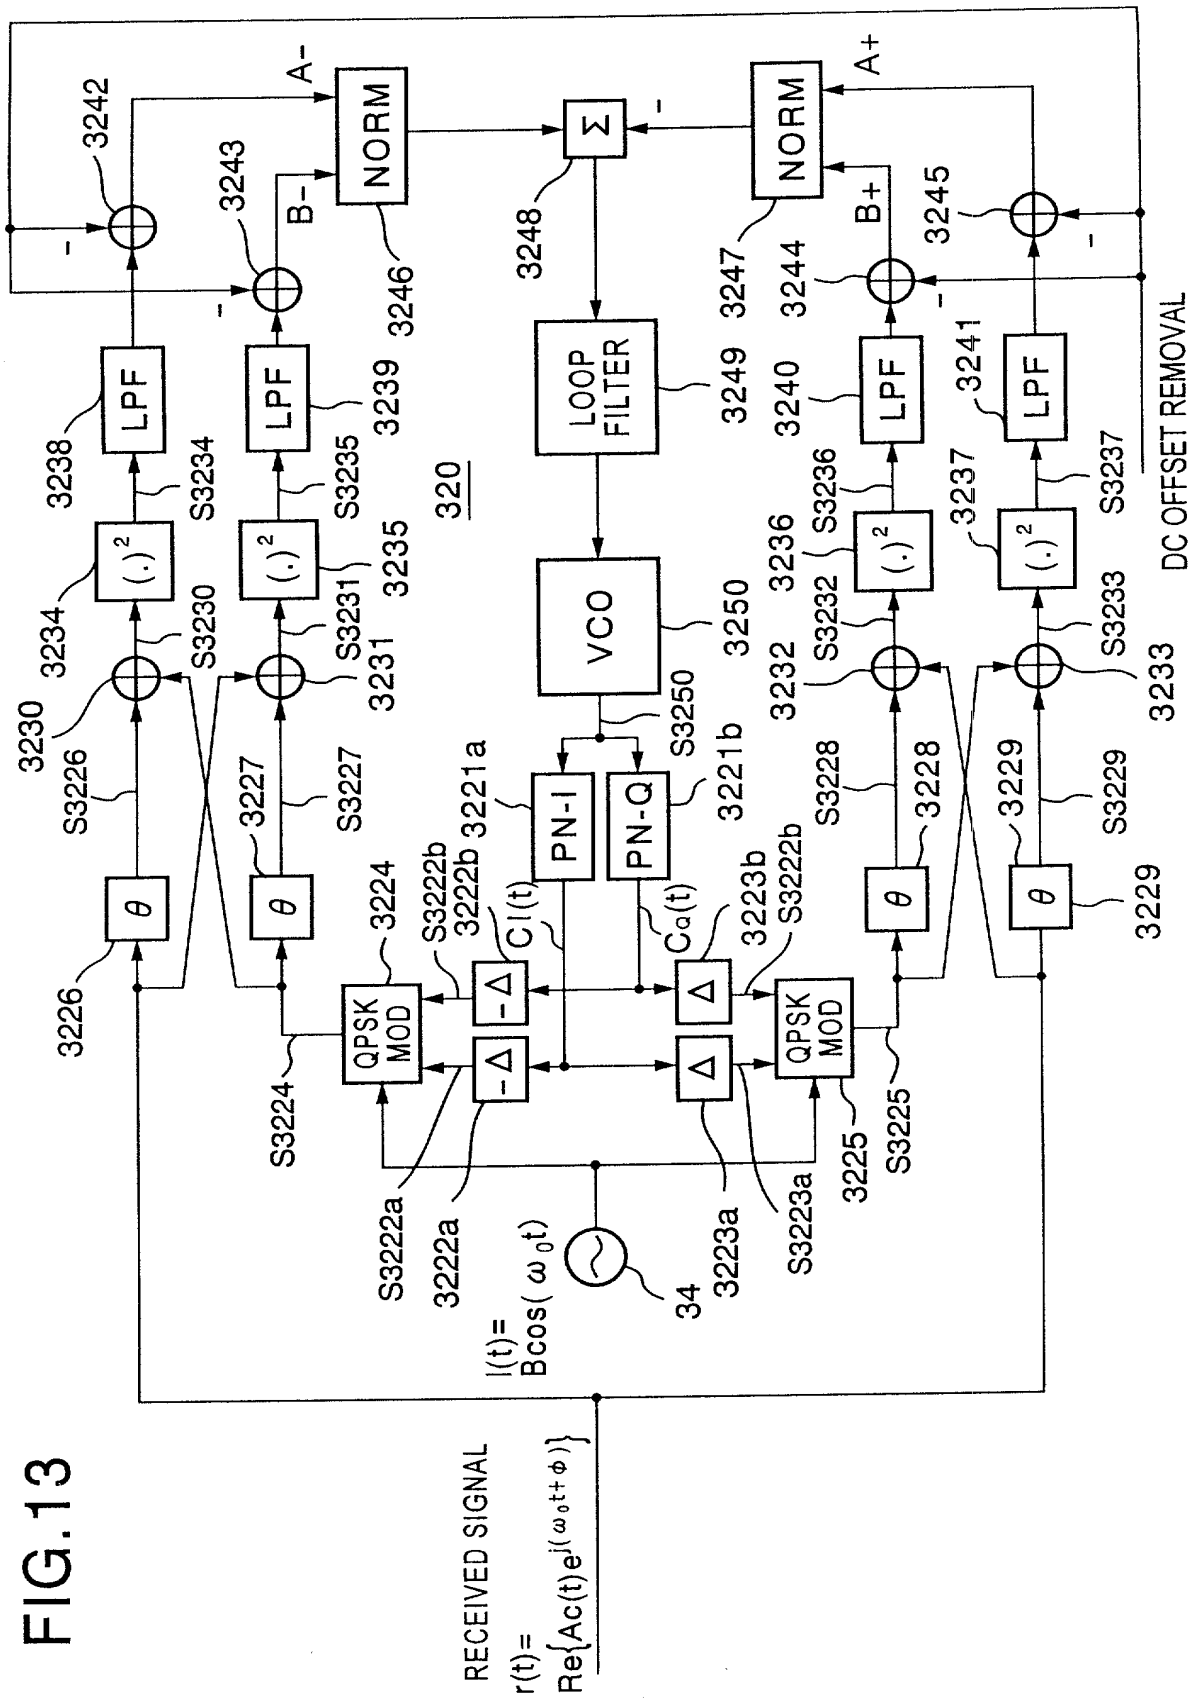 FIG.13
RECEIVED SIGNAL
r(t)=
Re{Ac(t)e^j(ω₀t+Φ)}
l(t)=
Bcos(ω₀t)
34
3226
θ
S3226
3230
S3230
3234
(.)²
S3234
3238
LPF
3242
−
A−
3227
θ
S3227
3231
S3231
3235
(.)²
S3235
3239
LPF
3243
−
B−
NORM
3246
S3224
QPSK
MOD
3224
S3222a
3222a
−Δ
S3222b
3222b
−Δ
CI(t)
PN-I
3221a
320
PN-Q
3221b
CQ(t)
S3250
VCO
3250
LOOP
FILTER
3249
Σ
3248
−
Δ
3223a
S3223a
Δ
3223b
S3222b
QPSK
MOD
3225
S3225
θ
3228
S3228
3232
S3232
3236
(.)²
S3236
3240
LPF
3244
−
B+
NORM
3247
θ
3229
3229
S3229
3233
S3233
3237
(.)²
S3237
3241
LPF
3245
−
A+
DC OFFSET REMOVAL